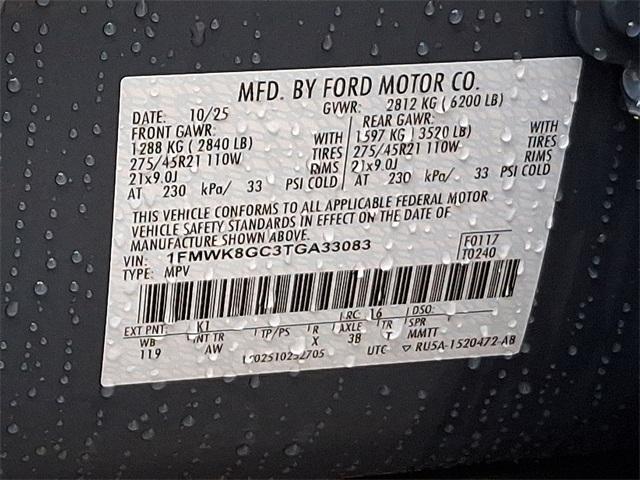 MFD. BY FORD MOTOR CO.
DATE: 10/25 GVWR: 2812 KG ( 6200 LB)
FRONT GAWR: REAR GAWR:
1288 KG ( 2840 LB) WITH 1597 KG ( 3520 LB) WITH
275/45R21 110W TIRES 275/45R21 110W TIRES
21x9.0J RIMS 21x9.0J RIMS
AT 230 kPa/ 33 PSI COLD AT 230 kPa/ 33 PSI COLD
THIS VEHICLE CONFORMS TO ALL APPLICABLE FEDERAL MOTOR
VEHICLE SAFETY STANDARDS IN EFFECT ON THE DATE OF
MANUFACTURE SHOWN ABOVE.
VIN: 1FMWK8GC3TGA33083 F0117
TYPE: MPV T0240
EXT PNT: K1 RC: 16 DSO:
WB INT TR TP/PS R AXLE TR SPR
119 AW X 3B T MMTT
UTC ▽ RU5A-1520472-AB